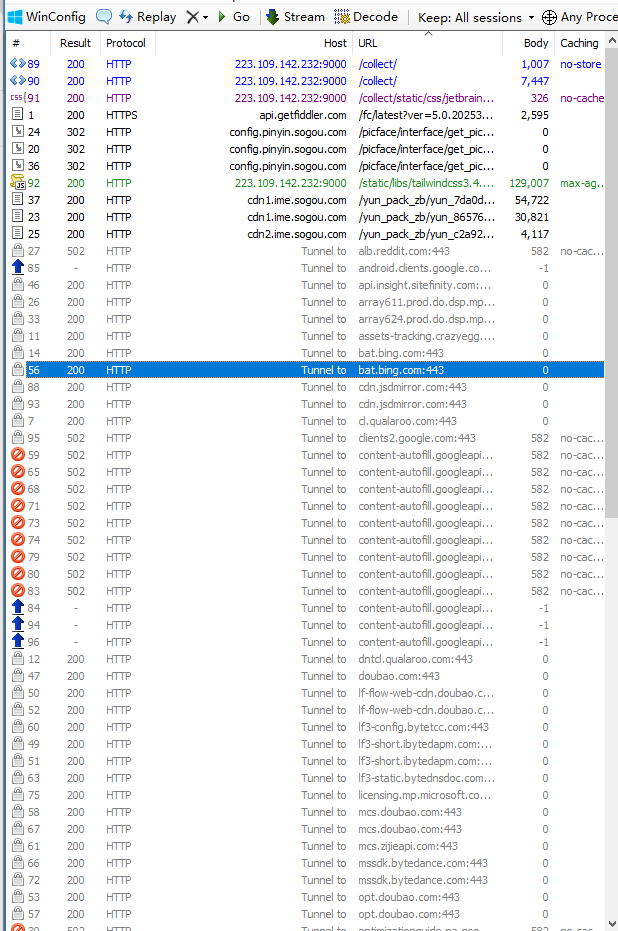 WinConfig Replay Go Stream Decode Keep: All sessions Any Proce
# Result Protocol Host URL Body Caching
89 200 HTTP 223.109.142.232:9000 /collect/ 1,007 no-store
90 200 HTTP 223.109.142.232:9000 /collect/ 7,447
91 200 HTTP 223.109.142.232:9000 /collect/static/css/jetbrain... 326 no-cache
1 200 HTTPS api.getfiddler.com /fc/latest?ver=5.0.20253... 2,595
24 302 HTTP config.pinyin.sogou.com /picface/interface/get_pic... 0
20 302 HTTP config.pinyin.sogou.com /picface/interface/get_pic... 0
36 302 HTTP config.pinyin.sogou.com /picface/interface/get_pic... 0
92 200 HTTP 223.109.142.232:9000 /static/libs/tailwindcss3.4.... 129,007 max-ag...
37 200 HTTP cdn1.ime.sogou.com /yun_pack_zb/yun_7da0d... 54,722
23 200 HTTP cdn1.ime.sogou.com /yun_pack_zb/yun_86576... 30,821
25 200 HTTP cdn2.ime.sogou.com /yun_pack_zb/yun_c2a92... 4,117
27 502 HTTP Tunnel to alb.reddit.com:443 582 no-cac...
85 - HTTP Tunnel to android.clients.google.co... -1
46 200 HTTP Tunnel to api.insight.sitefinity.com:... 0
26 200 HTTP Tunnel to array611.prod.do.dsp.mp... 0
33 200 HTTP Tunnel to array624.prod.do.dsp.mp... 0
11 200 HTTP Tunnel to assets-tracking.crazyegg.... 0
14 200 HTTP Tunnel to bat.bing.com:443 0
56 200 HTTP Tunnel to bat.bing.com:443 0
88 200 HTTP Tunnel to cdn.jsdmirror.com:443 0
93 200 HTTP Tunnel to cdn.jsdmirror.com:443 0
7 200 HTTP Tunnel to cl.qualaroo.com:443 0
95 502 HTTP Tunnel to clients2.google.com:443 582 no-cac...
59 502 HTTP Tunnel to content-autofill.googleapi... 582 no-cac...
65 502 HTTP Tunnel to content-autofill.googleapi... 582 no-cac...
68 502 HTTP Tunnel to content-autofill.googleapi... 582 no-cac...
71 502 HTTP Tunnel to content-autofill.googleapi... 582 no-cac...
73 502 HTTP Tunnel to content-autofill.googleapi... 582 no-cac...
74 502 HTTP Tunnel to content-autofill.googleapi... 582 no-cac...
79 502 HTTP Tunnel to content-autofill.googleapi... 582 no-cac...
80 502 HTTP Tunnel to content-autofill.googleapi... 582 no-cac...
83 502 HTTP Tunnel to content-autofill.googleapi... 582 no-cac...
84 - HTTP Tunnel to content-autofill.googleapi... -1
94 - HTTP Tunnel to content-autofill.googleapi... -1
96 - HTTP Tunnel to content-autofill.googleapi... -1
12 200 HTTP Tunnel to dntcl.qualaroo.com:443 0
47 200 HTTP Tunnel to doubao.com:443 0
50 200 HTTP Tunnel to lf-flow-web-cdn.doubao.c... 0
52 200 HTTP Tunnel to lf-flow-web-cdn.doubao.c... 0
60 200 HTTP Tunnel to lf3-config.bytetcc.com:443 0
49 200 HTTP Tunnel to lf3-short.ibytedapm.com:... 0
51 200 HTTP Tunnel to lf3-short.ibytedapm.com:... 0
63 200 HTTP Tunnel to lf3-static.bytednsdoc.com... 0
75 200 HTTP Tunnel to licensing.mp.microsoft.co... 0
58 200 HTTP Tunnel to mcs.doubao.com:443 0
67 200 HTTP Tunnel to mcs.doubao.com:443 0
61 200 HTTP Tunnel to mcs.zijieapi.com:443 0
66 200 HTTP Tunnel to mssdk.bytedance.com:443 0
72 200 HTTP Tunnel to mssdk.bytedance.com:443 0
53 200 HTTP Tunnel to opt.doubao.com:443 0
57 200 HTTP Tunnel to opt.doubao.com:443 0
502 HTTP Tunnel to 582 no-cac...